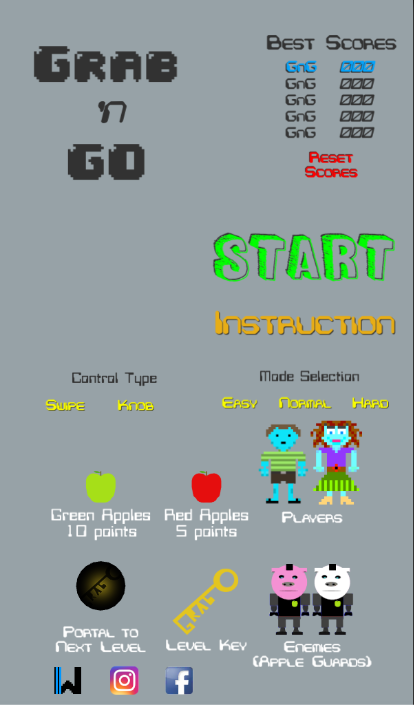 Grab
'n
GO
Best Scores
GnG 000
GnG 000
GnG 000
GnG 000
GnG 000
Reset
Scores
START
Instruction
Control Type
Swipe Knob
Mode Selection
Easy Normal Hard
Green Apples
10 points
Red Apples
5 points
Players
Portal to
Next Level
GRAB
Level Key
Enemies
(Apple Guards)
W
f